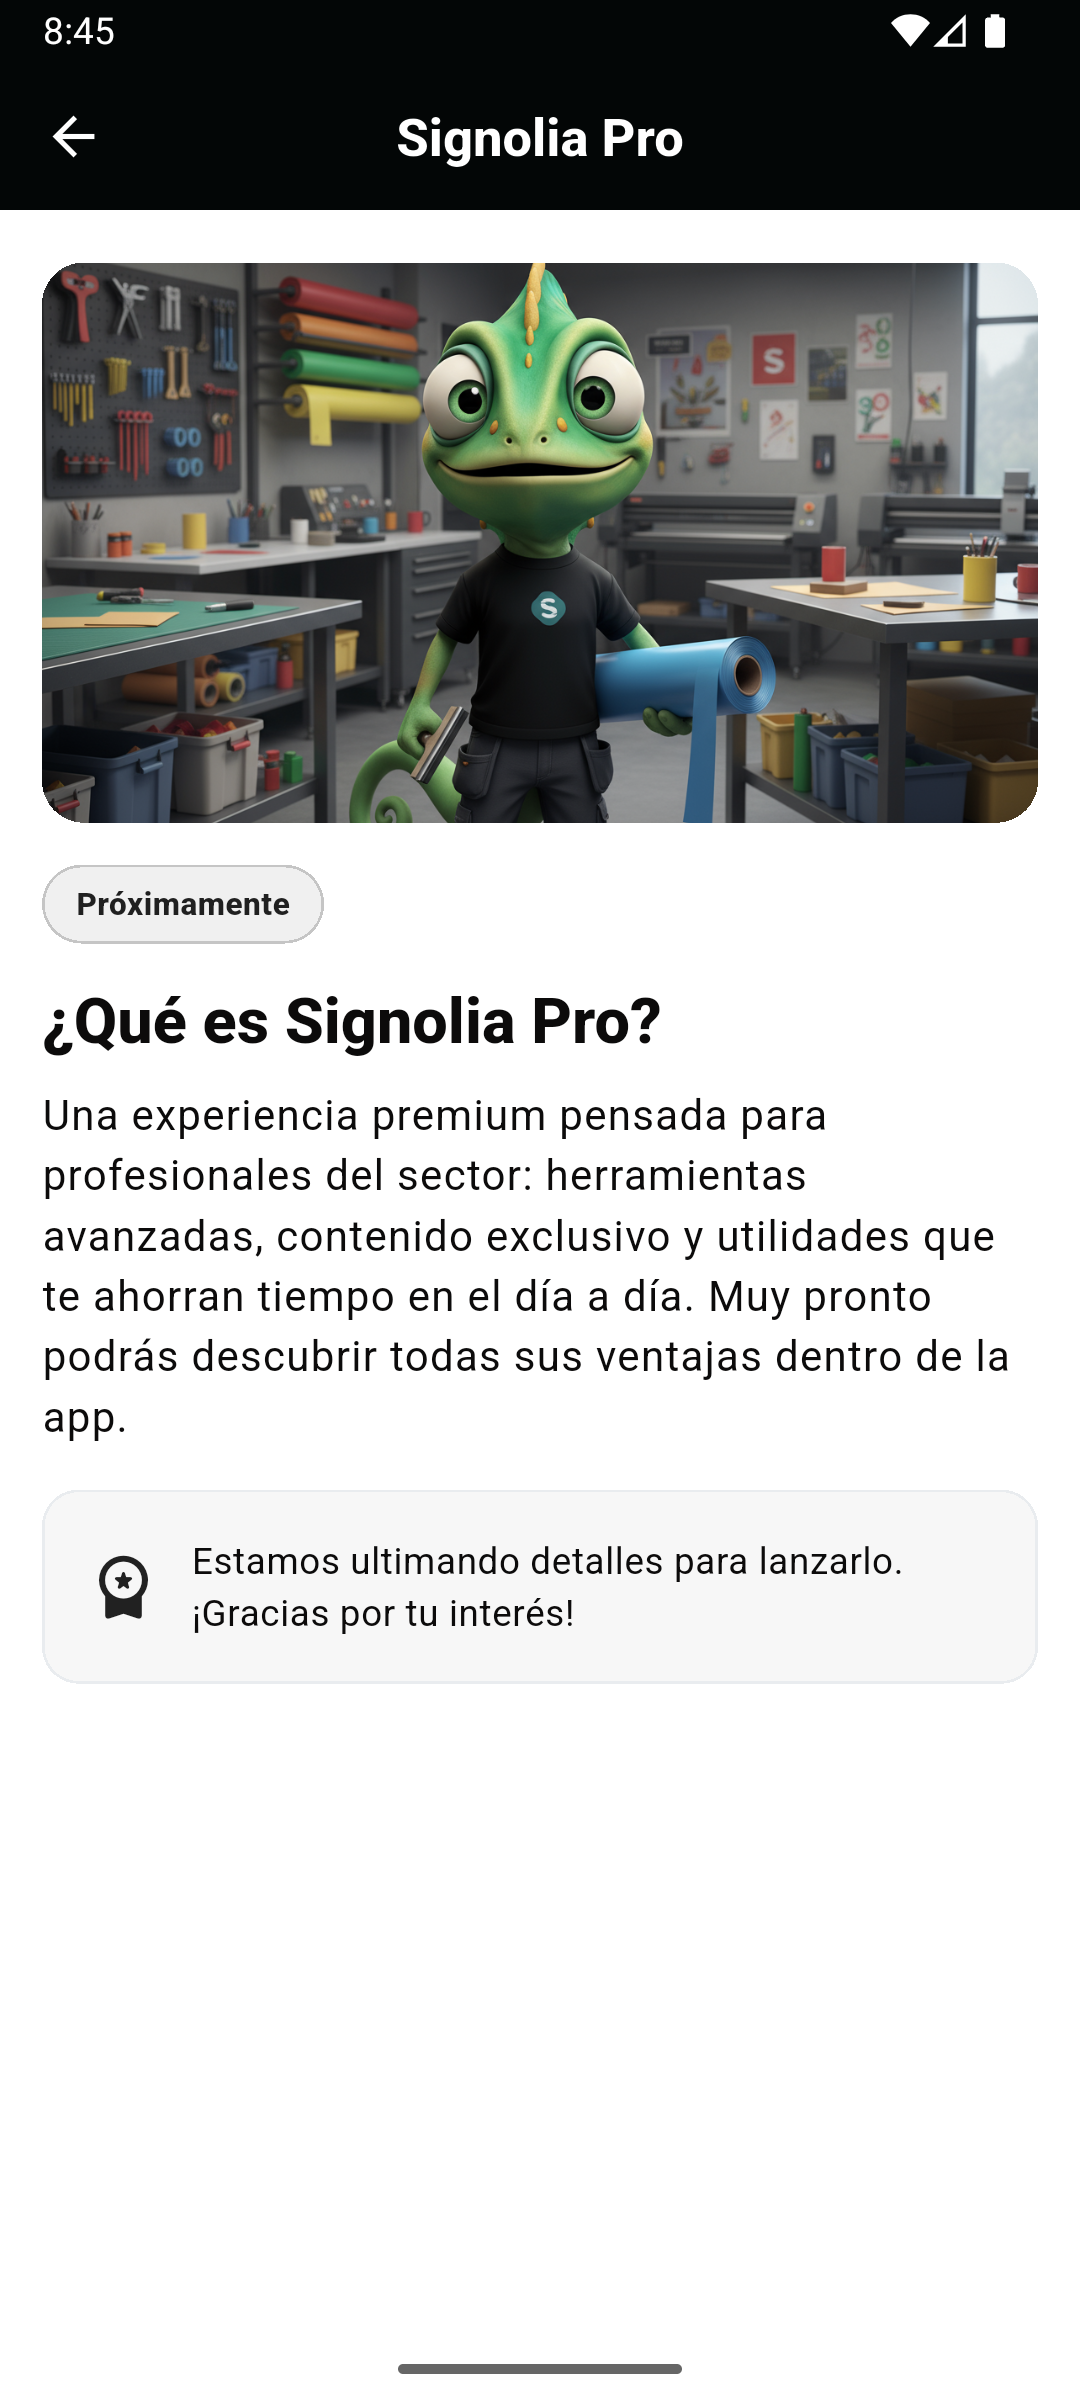 8:45
Signolia Pro
S
S
Próximamente
¿Qué es Signolia Pro?
Una experiencia premium pensada para
profesionales del sector: herramientas
avanzadas, contenido exclusivo y utilidades que
te ahorran tiempo en el día a día. Muy pronto
podrás descubrir todas sus ventajas dentro de la
app.
Estamos ultimando detalles para lanzarlo.
¡Gracias por tu interés!